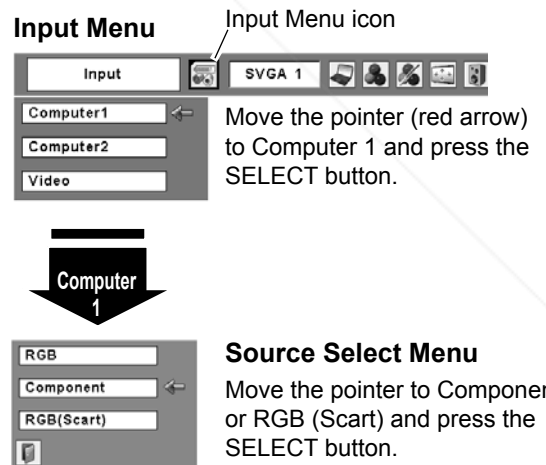 Input Menu
Input Menu icon
Input
SVGA 1
Computer1
Computer2
Video
Move the pointer (red arrow)
to Computer 1 and press the
SELECT button.
Computer
1
RGB
Component
RGB(Scart)
Source Select Menu
Move the pointer to Componen
or RGB (Scart) and press the
SELECT button.